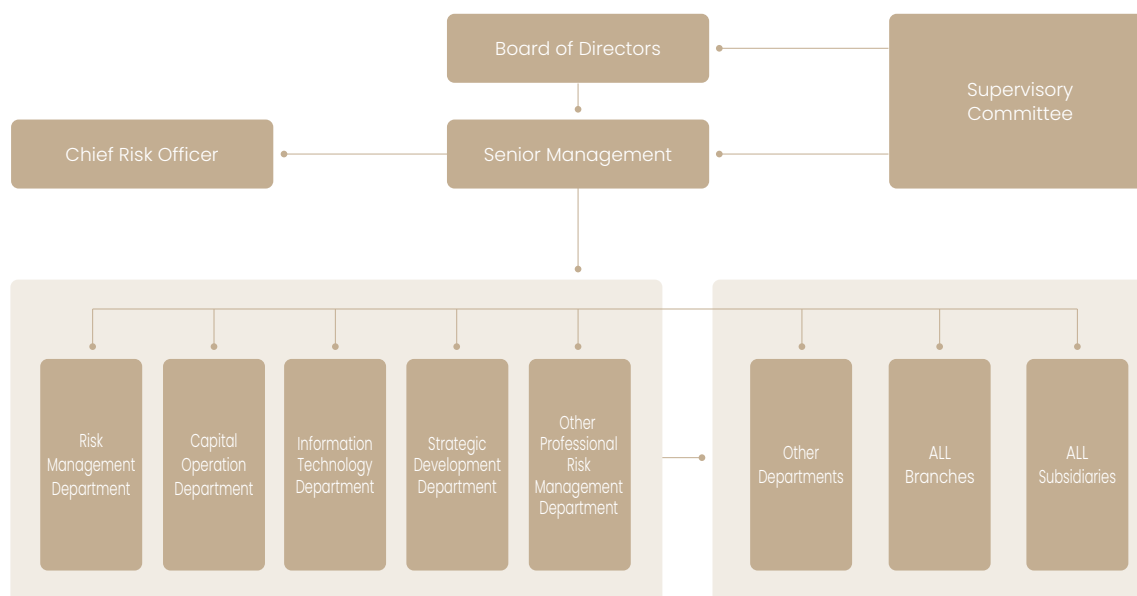 Board of Directors
Supervisory
Committee
Chief Risk Officer
Senior Management
Risk
Management
Department
Capital
Operation
Department
Information
Technology
Department
Strategic
Development
Department
Other
Professional
Risk
Management
Department
Other
Departments
ALL
Branches
ALL
Subsidiaries